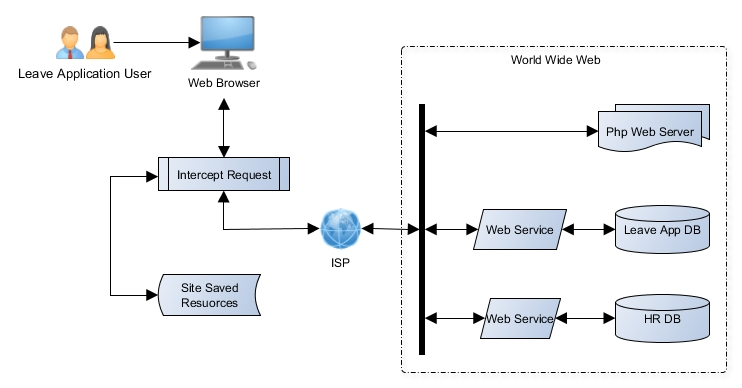 Leave Application User
Web Browser
World Wide Web
Php Web Server
Intercept Request
ISP
Web Service
Leave App DB
Site Saved
Resuorces
Web Service
HR DB